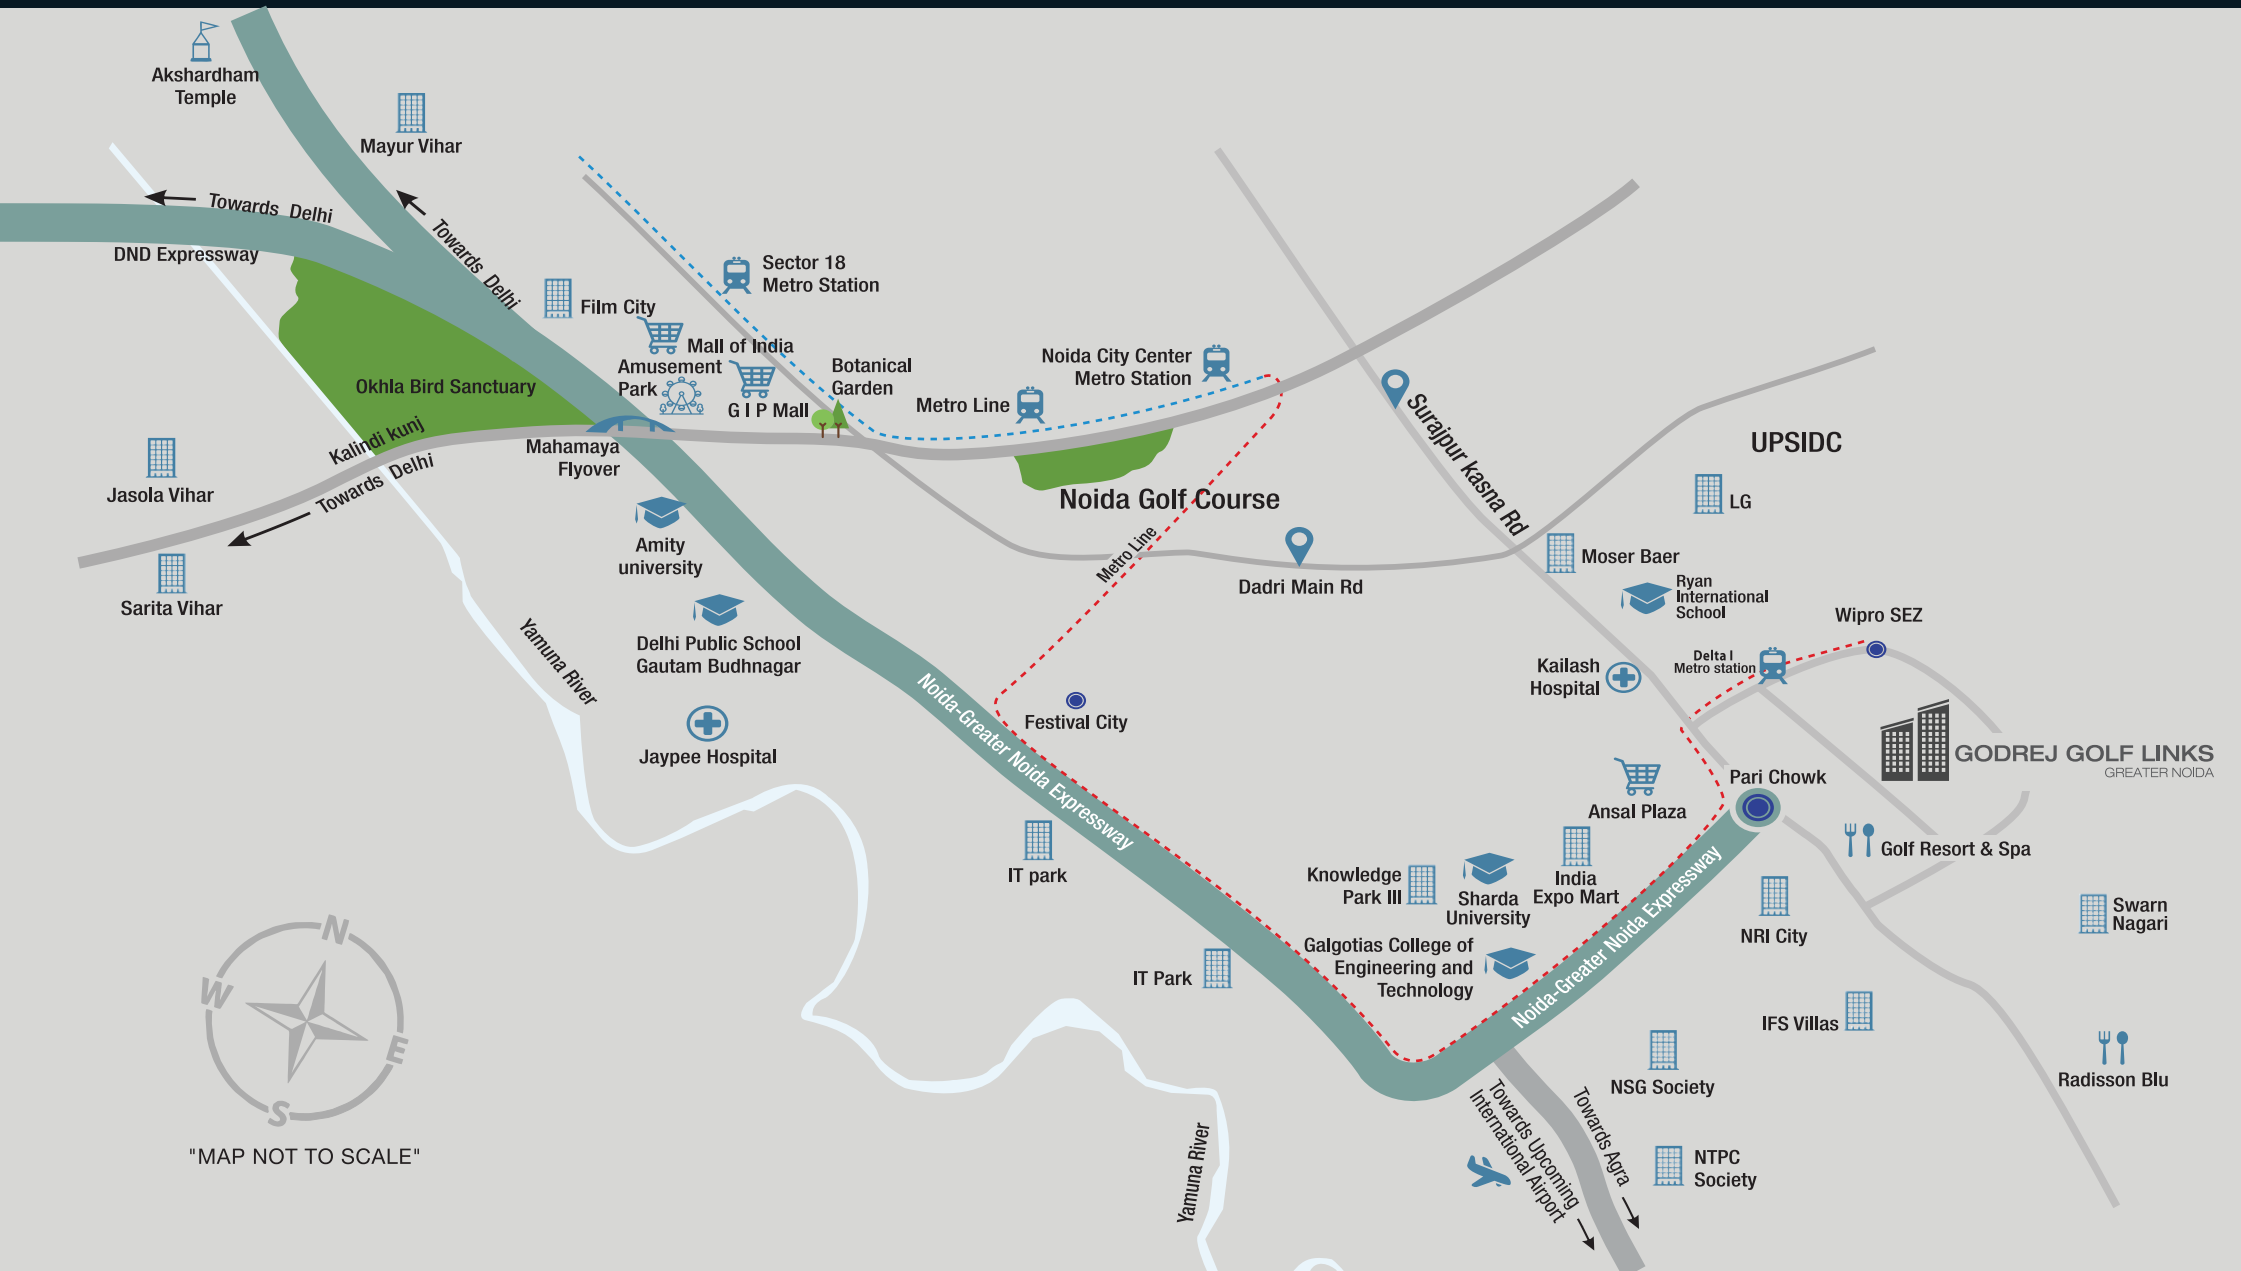 Akshardham
Temple
Mayur Vihar
Towards Delhi
DND Expressway
Towards Delhi
Film City
Sector 18
Metro Station
Mall of India
Amusement
Park
G I P Mall
Botanical
Garden
Metro Line
Noida City Center
Metro Station
Okhla Bird Sanctuary
Kalindi kunj
Towards Delhi
Mahamaya
Flyover
Jasola Vihar
Sarita Vihar
Surajpur kasna Rd
UPSIDC
LG
Noida Golf Course
Metro Line
Dadri Main Rd
Moser Baer
Ryan
International
School
Wipro SEZ
Delta I
Metro station
Kailash
Hospital
Amity
university
Delhi Public School
Gautam Budhnagar
Yamuna River
Jaypee Hospital
Noida-Greater Noida Expressway
Festival City
GODREJ GOLF LINKS
GREATER NOIDA
Pari Chowk
Ansal Plaza
Golf Resort & Spa
IT park
Knowledge
Park III
Sharda
University
India
Expo Mart
Noida-Greater Noida Expressway
NRI City
Swarn
Nagari
Galgotias College of
Engineering and
Technology
IT Park
IFS Villas
Radisson Blu
NSG Society
NTPC
Society
Towards Upcoming
International Airport
Towards Agra
Yamuna River
N
W
E
S
"MAP NOT TO SCALE"